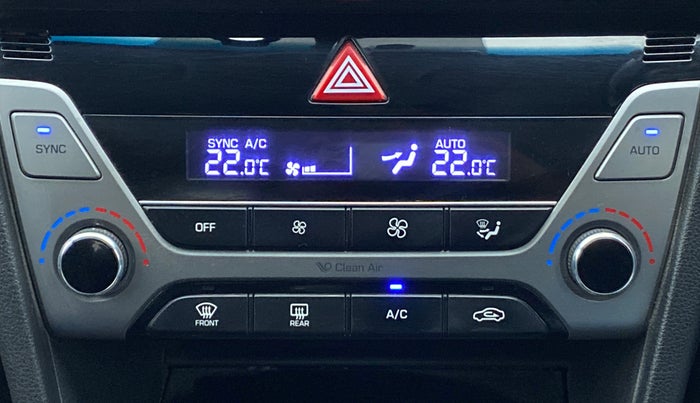 SYNC A/C AUTO
22.0°C 22.0°C
SYNC AUTO
OFF
Clean Air
FRONT REAR A/C